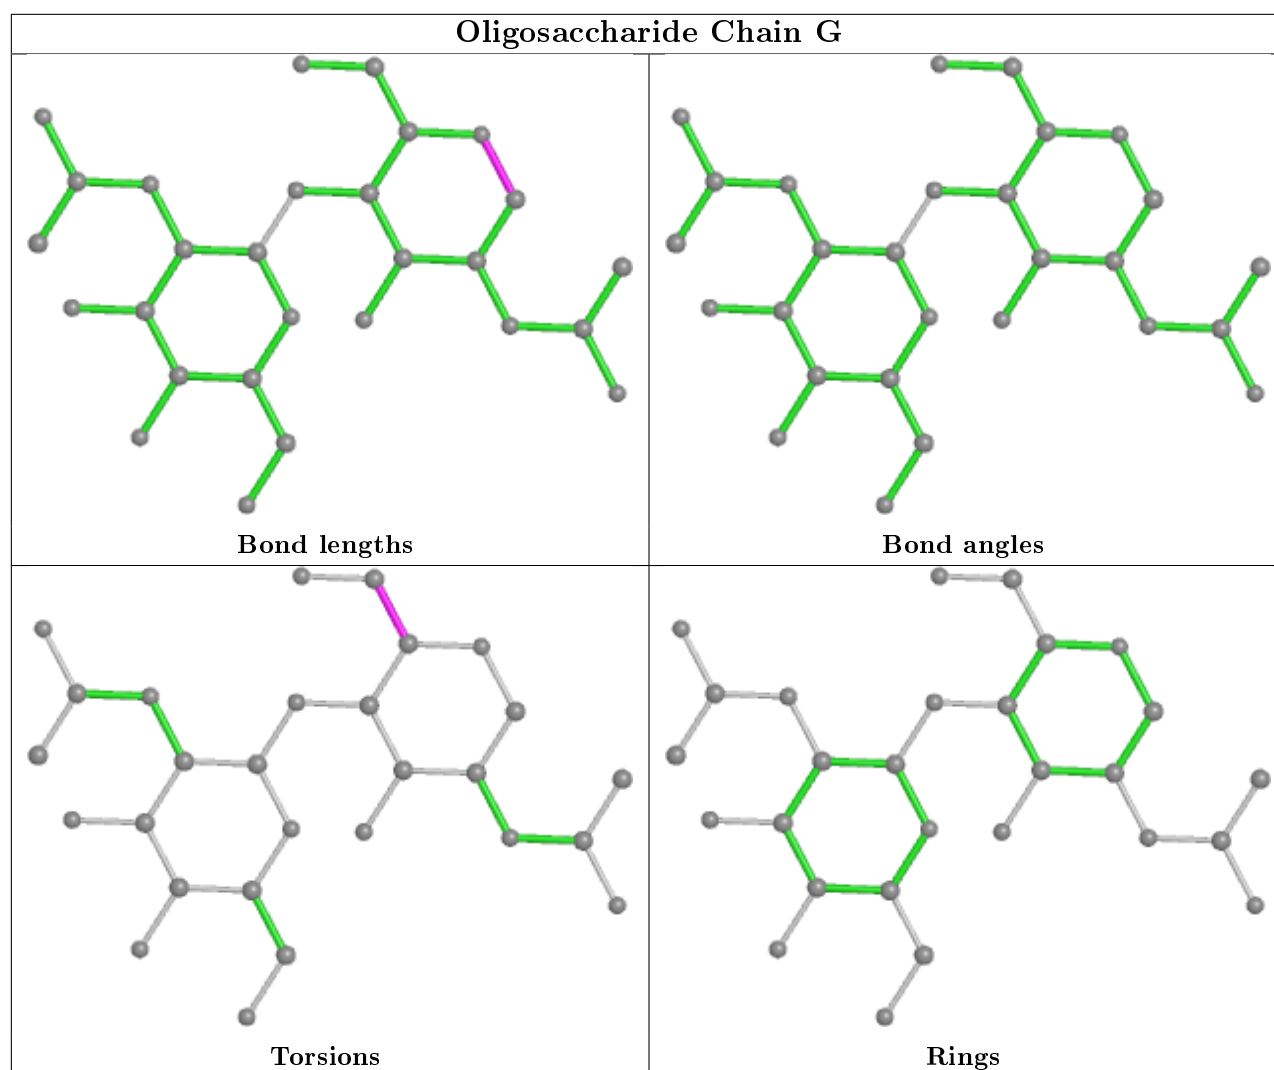 Oligosaccharide Chain G
Bond lengths
Bond angles
Torsions
Rings